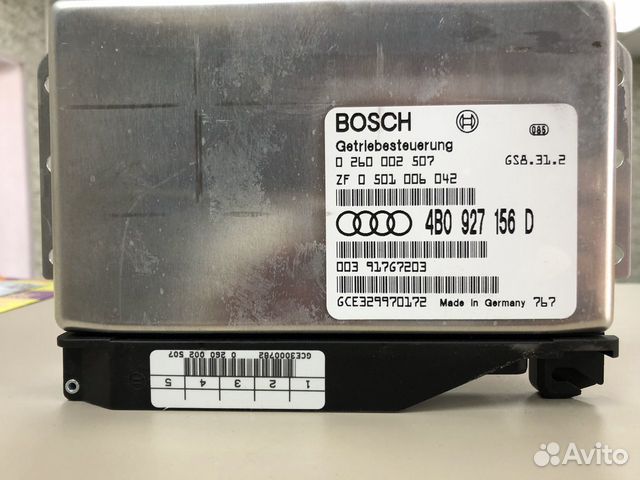 BOSCH
085
Getriebesteuerung
0 260 002 507 GS8.31.2
ZF 0 501 006 042
4B0 927 156 D
003 91767203
GCE329970172 Made in Germany 767
GCE3000782 0 260 002 507
1 2 3 4 5
Avito